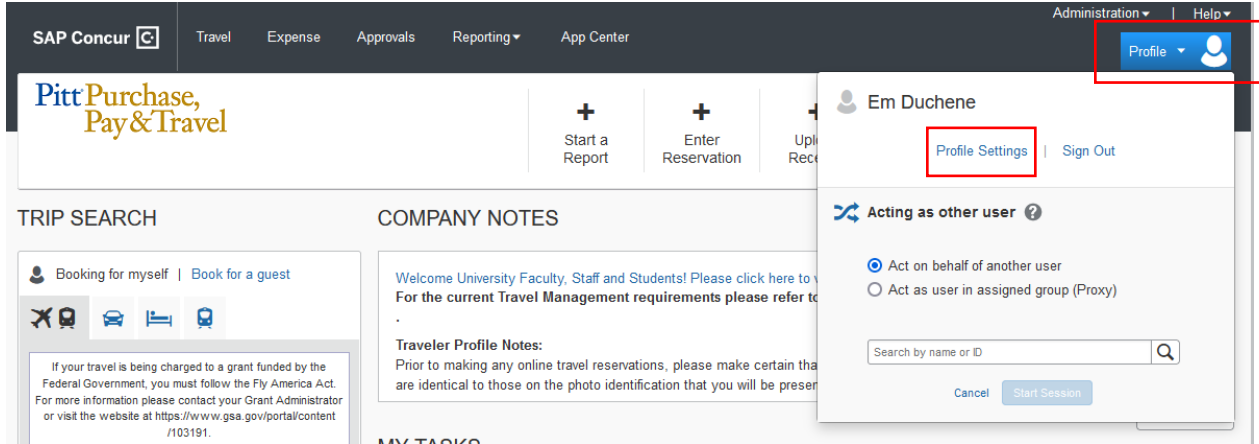 Administration | Help
SAP Concur C Travel Expense Approvals Reporting App Center
Profile
Pitt Purchase,
Pay & Travel
+ + +
Start a
Report
Enter
Reservation
Em Duchene
Profile Settings | Sign Out
Acting as other user ?
Act on behalf of another user
Act as user in assigned group (Proxy)
Search by name or ID
Cancel Start Session
TRIP SEARCH
Booking for myself | Book for a guest
If your travel is being charged to a grant funded by the
Federal Government, you must follow the Fly America Act.
For more information please contact your Grant Administrator
or visit the website at https://www.gsa.gov/portal/content
/103191.
COMPANY NOTES
Welcome University Faculty, Staff and Students! Please click here to
For the current Travel Management requirements please refer to
.
Traveler Profile Notes:
Prior to making any online travel reservations, please make certain
are identical to those on the photo identification that you will be
MY TASKS